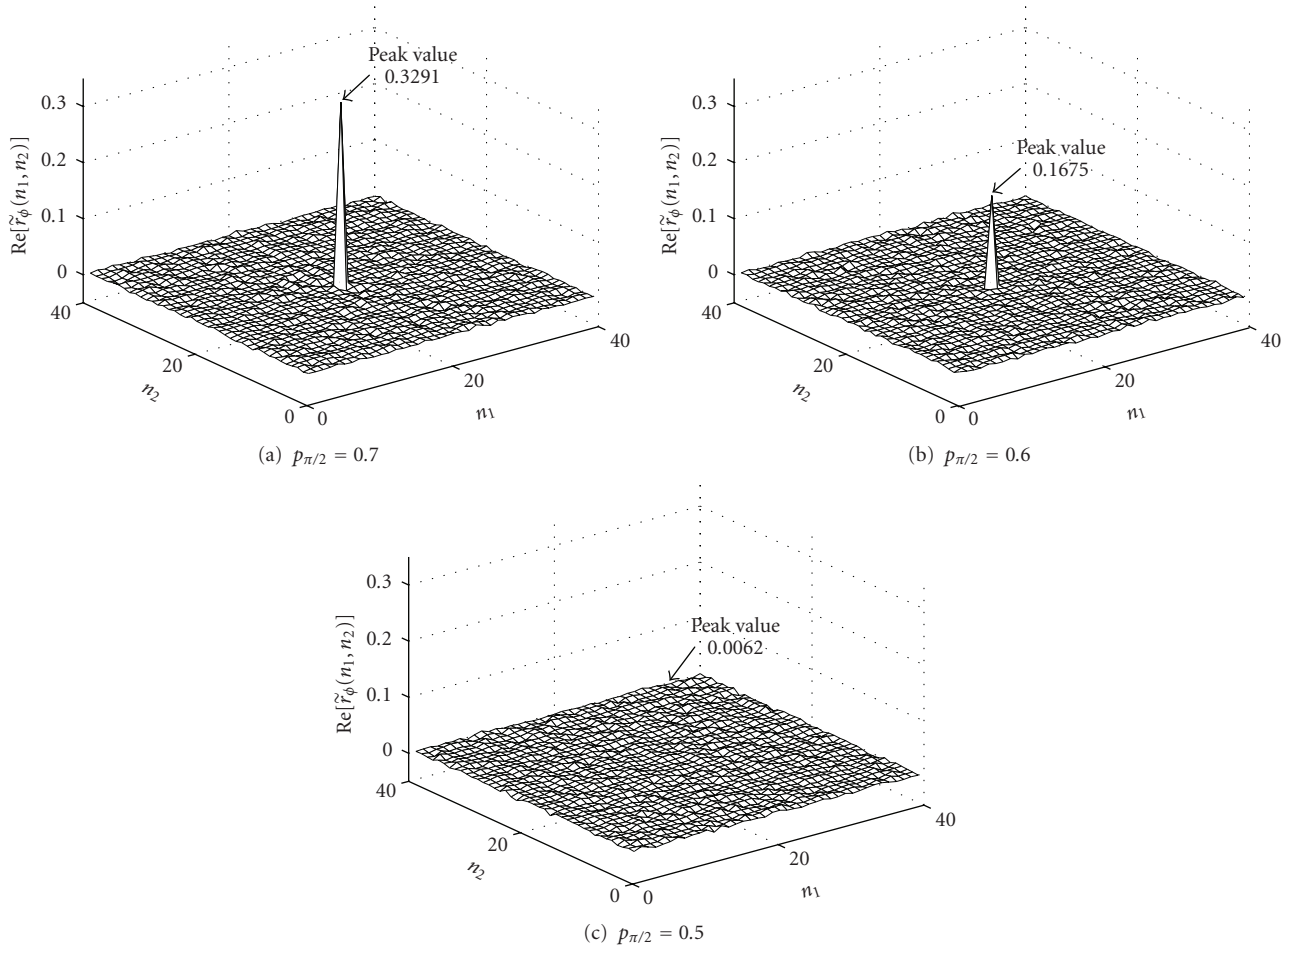 Peak value
0.3291
0.3
0.2
0.1
0
Re[r̃ϕ(n1, n2)]
40
20
0
n2
0
20
40
n1
(a) pπ/2 = 0.7
Peak value
0.1675
0.3
0.2
0.1
0
Re[r̃ϕ(n1, n2)]
40
20
0
n2
0
20
40
n1
(b) pπ/2 = 0.6
Peak value
0.0062
0.3
0.2
0.1
0
Re[r̃ϕ(n1, n2)]
40
20
0
n2
0
20
40
n1
(c) pπ/2 = 0.5